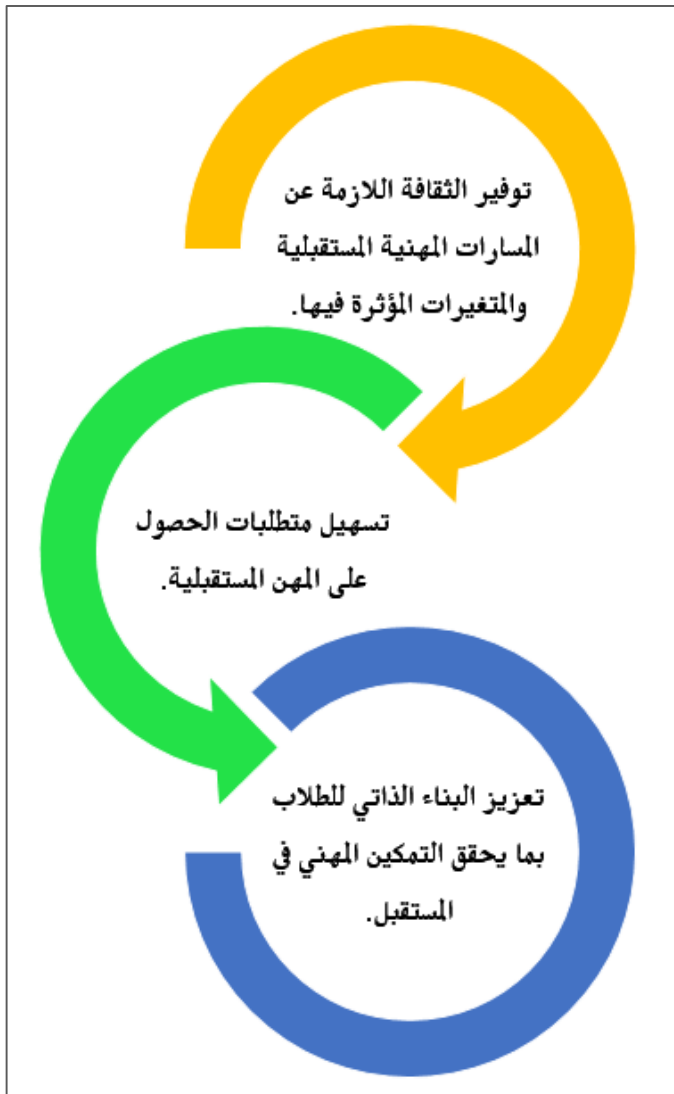 توفير الثقافة اللازمة عن
المسارات المهنية المستقبلية
والمتغيرات المؤثرة فيها.
تسهيل متطلبات الحصول
على المهن المستقبلية.
تعزيز البناء الذاتي للطلاب
بما يحقق التمكين المهني في
المستقبل.